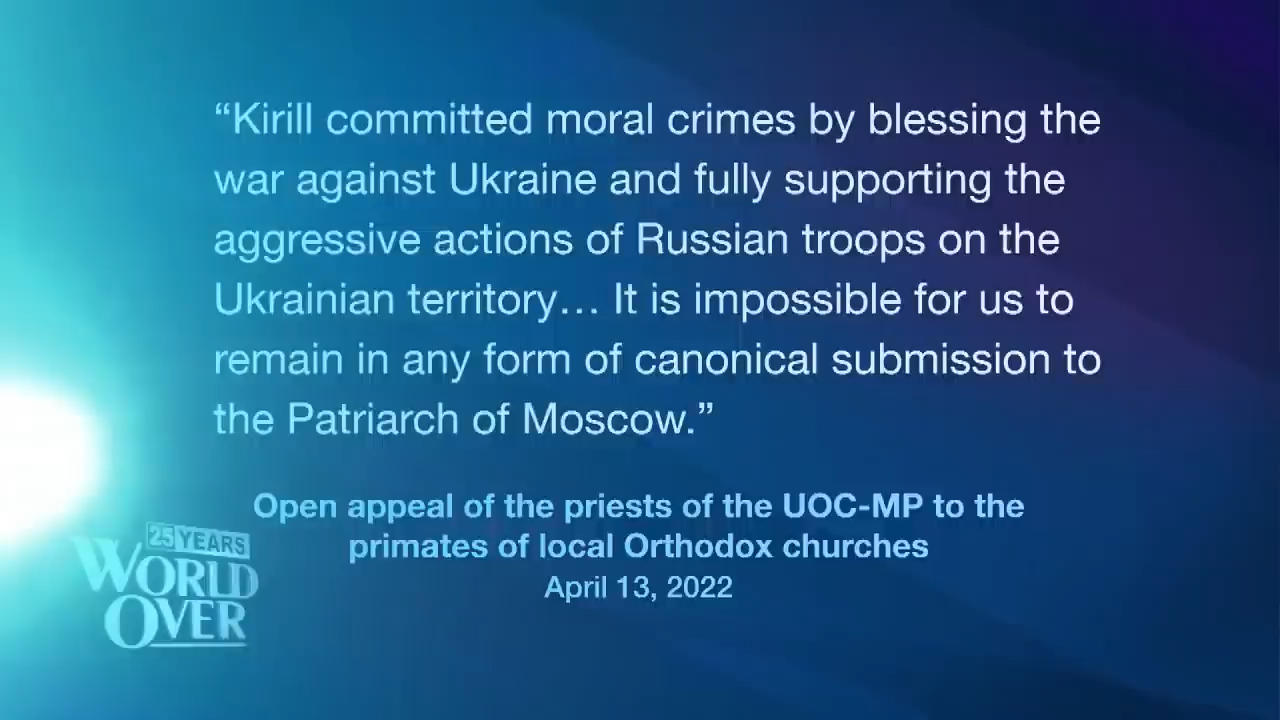 “Kirill committed moral crimes by blessing the
war against Ukraine and fully supporting the
aggressive actions of Russian troops on the
Ukrainian territory… It is impossible for us to
remain in any form of canonical submission to
the Patriarch of Moscow.”
Open appeal of the priests of the UOC-MP to the
primates of local Orthodox churches
April 13, 2022
25 YEARS
WORLD
OVER